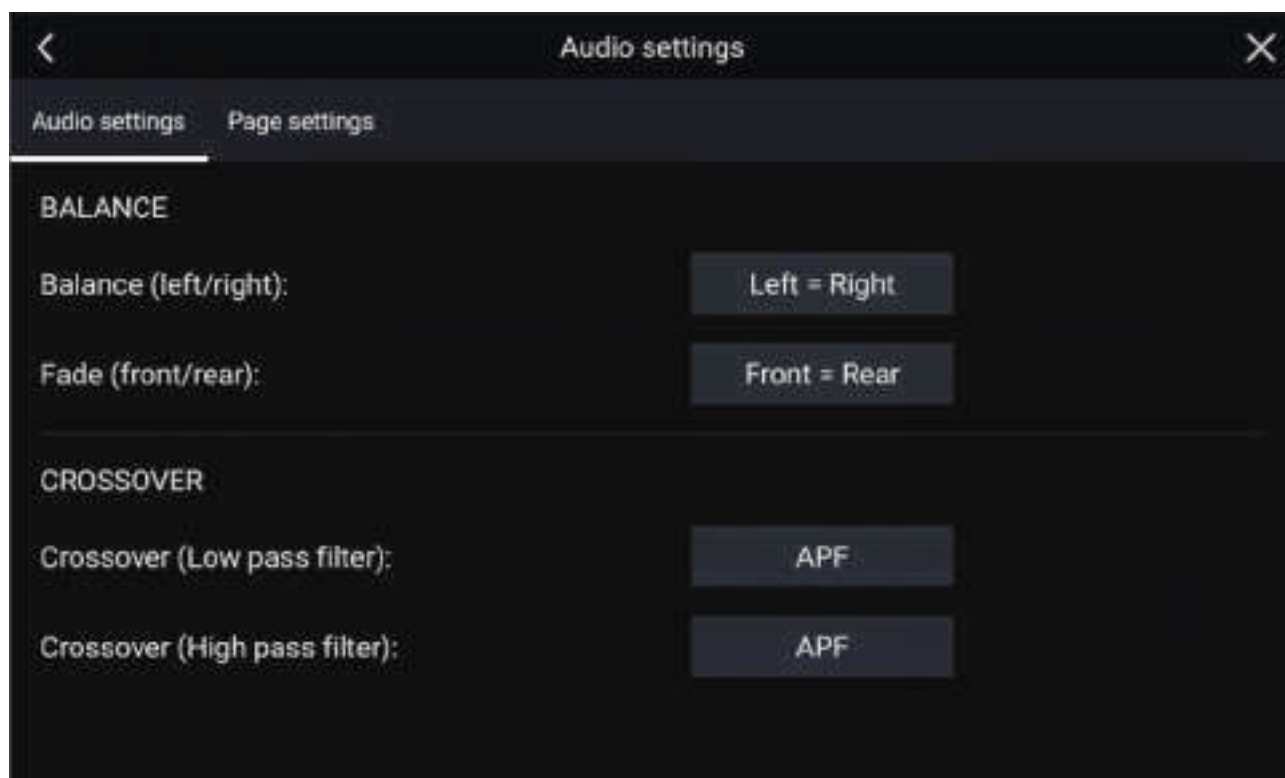 Audio settings
Audio settings Page settings
BALANCE
Balance (left/right): Left = Right
Fade (front/rear): Front = Rear
CROSSOVER
Crossover (Low pass filter): APF
Crossover (High pass filter): APF